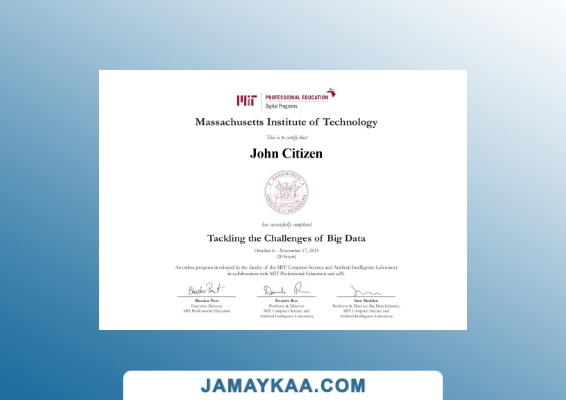 MIT PROFESSIONAL EDUCATION
Digital Programs
Massachusetts Institute of Technology
This is to certify that
John Citizen
has successfully completed
Tackling the Challenges of Big Data
October 6 – November 17, 2015
(20 hours)
An online program developed by the faculty of the MIT Computer Science and Artificial Intelligence Laboratory
in collaboration with MIT Professional Education and edX.
Bhaskar Pant
Executive Director
MIT Professional Education
Daniela Rus
Professor & Director
MIT Computer Science and
Artificial Intelligence Laboratory
Sam Madden
Professor & Director, Big Data Initiative
MIT Computer Science and
Artificial Intelligence Laboratory
JAMAYKAA.COM